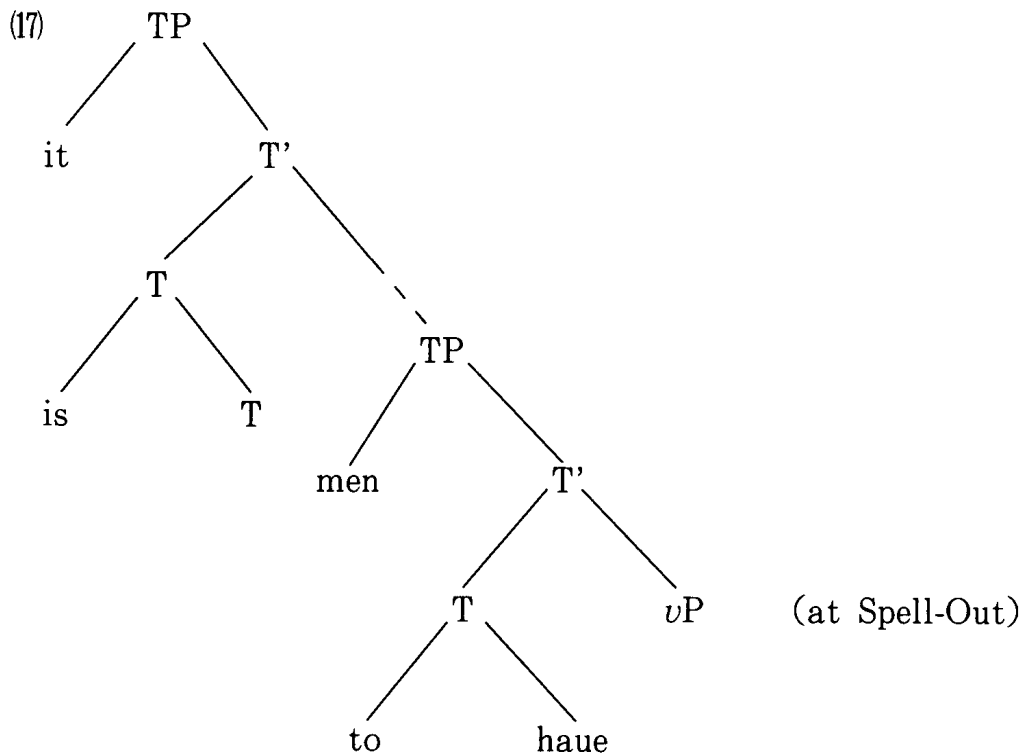 (17) TP
it T'
T
TP
is T
men T'
T vP (at Spell-Out)
to haue